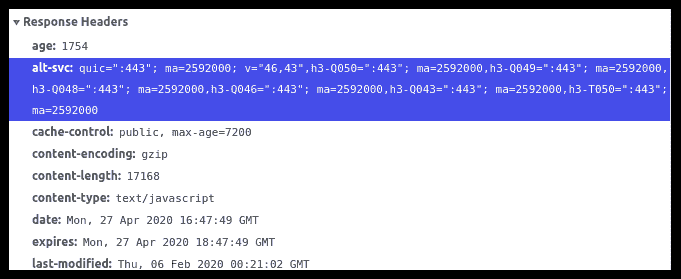 Response Headers
age: 1754
alt-svc: quic=":443"; ma=2592000; v="46,43",h3-Q050=":443"; ma=2592000,h3-Q049=":443"; ma=2592000,
h3-Q048=":443"; ma=2592000,h3-Q046=":443"; ma=2592000,h3-Q043=":443"; ma=2592000,h3-T050=":443";
ma=2592000
cache-control: public, max-age=7200
content-encoding: gzip
content-length: 17168
content-type: text/javascript
date: Mon, 27 Apr 2020 16:47:49 GMT
expires: Mon, 27 Apr 2020 18:47:49 GMT
last-modified: Thu, 06 Feb 2020 00:21:02 GMT